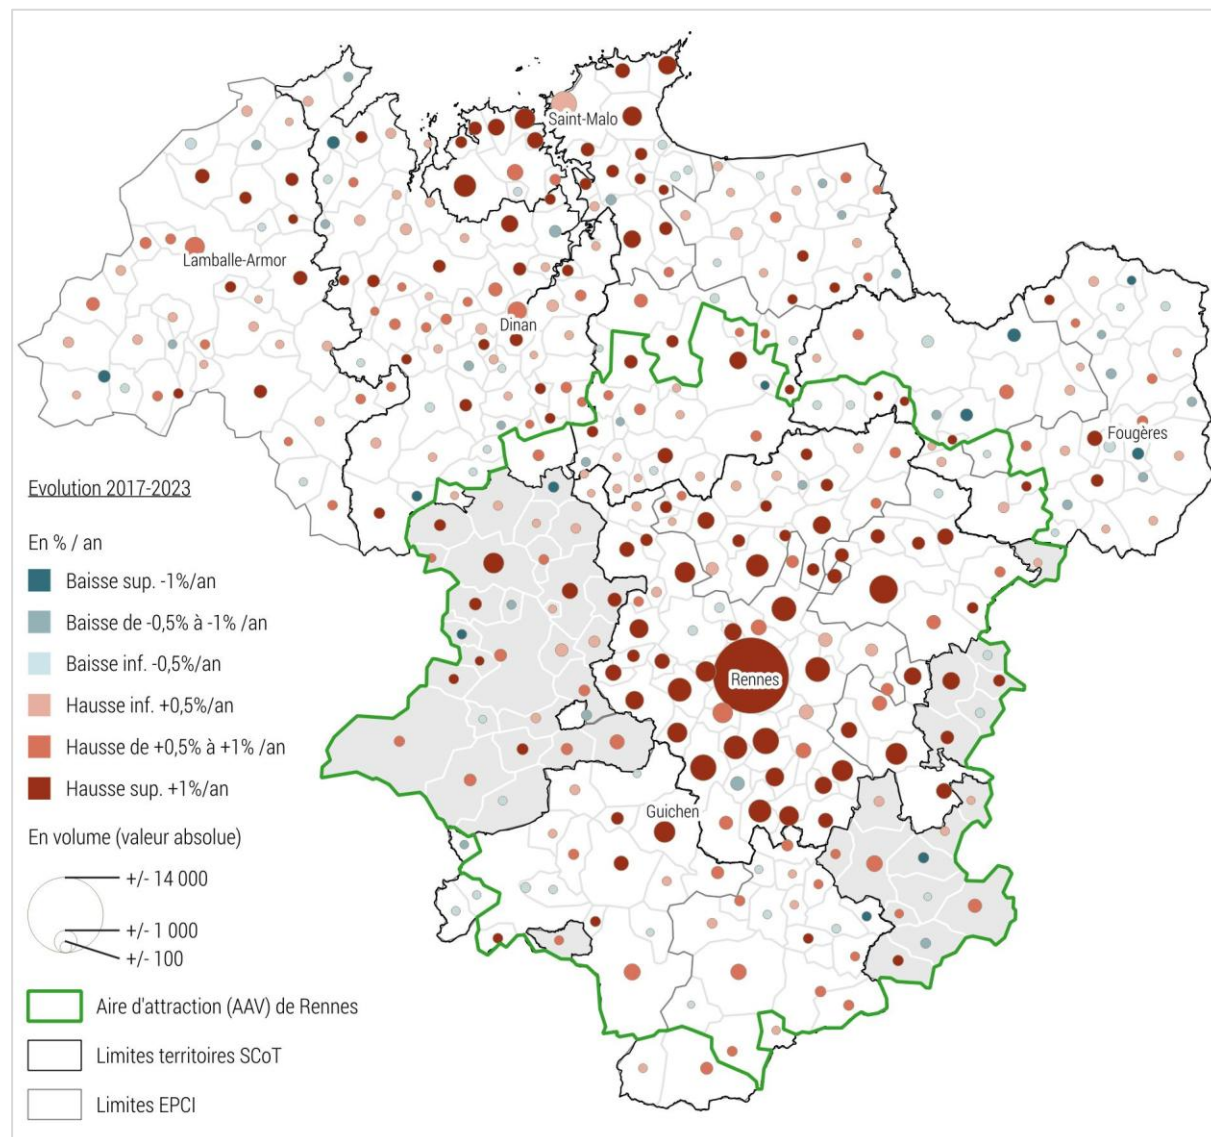 Saint-Malo
Lamballe-Armor
Dinan
Fougères
Rennes
Guichen
Evolution 2017-2023
En % / an
Baisse sup. -1%/an
Baisse de -0,5% à -1% /an
Baisse inf. -0,5%/an
Hausse inf. +0,5%/an
Hausse de +0,5% à +1% /an
Hausse sup. +1%/an
En volume (valeur absolue)
+/- 14 000
+/- 1 000
+/- 100
Aire d'attraction (AAV) de Rennes
Limites territoires SCoT
Limites EPCI